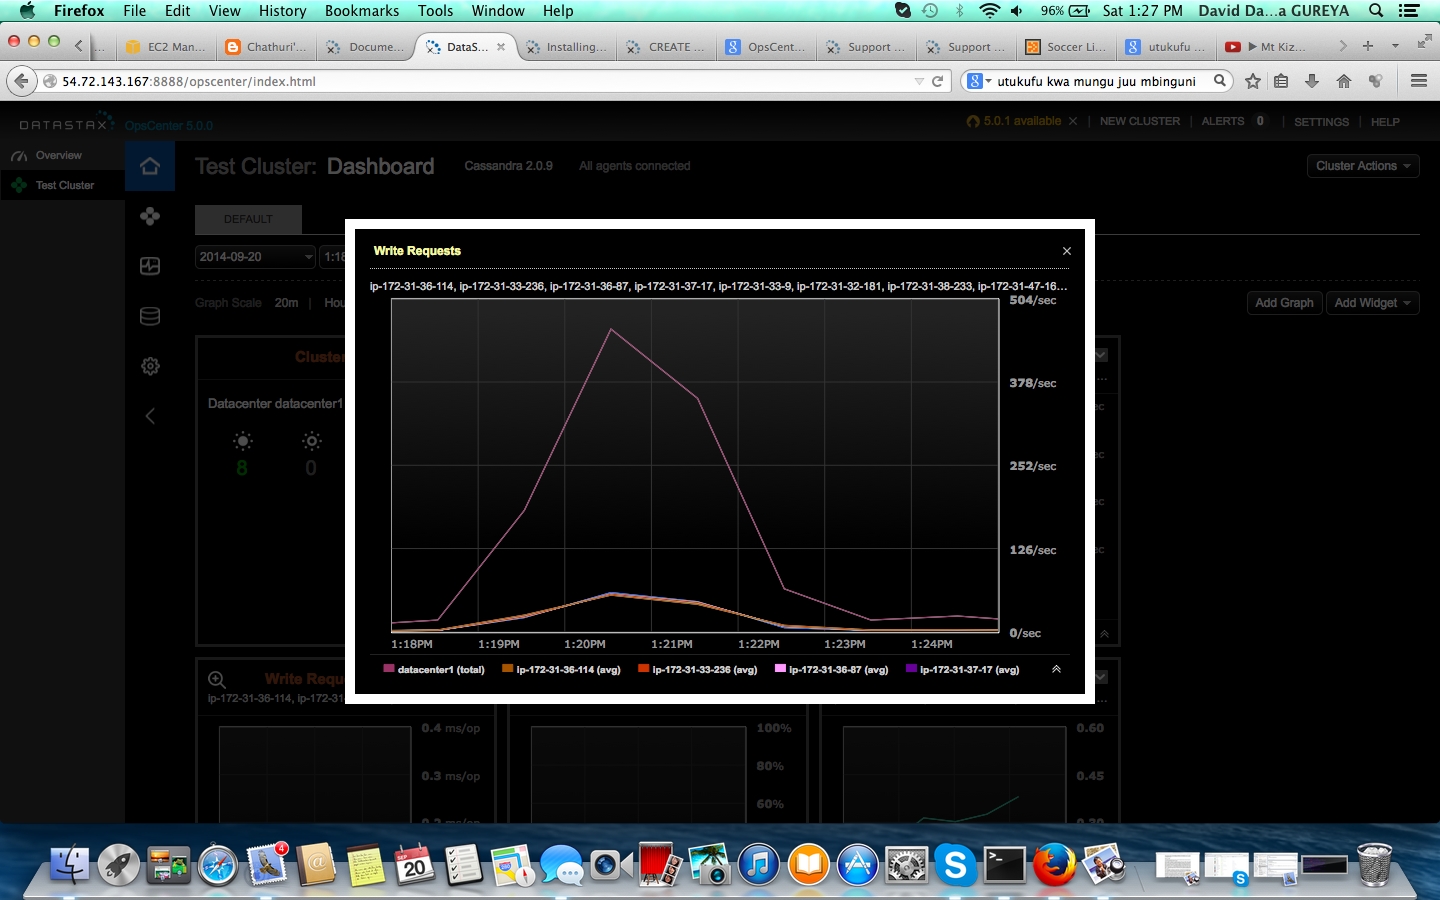 Firefox File Edit View History Bookmarks Tools Window Help 96% Sat 1:27 PM David Da...a GUREYA
... EC2 Man... Chathuri'... Docume... DataS... Installing... CREATE ... OpsCent... Support ... Support ... Soccer Li... utukufu ... ▶ Mt Kiz...
54.72.143.167:8888/opscenter/index.html utukufu kwa mungu juu mbinguni
DATASTAX OpsCenter 5.0.0 5.0.1 available × | NEW CLUSTER | ALERTS 0 | SETTINGS | HELP
Overview
Test Cluster
Test Cluster: Dashboard Cassandra 2.0.9 All agents connected Cluster Actions
DEFAULT
2014-09-20 1:18
Graph Scale 20m | Hou
Add Graph Add Widget
Cluster
Datacenter datacenter1
8 0
Write Requests ×
ip-172-31-36-114, ip-172-31-33-236, ip-172-31-36-87, ip-172-31-37-17, ip-172-31-33-9, ip-172-31-32-181, ip-172-31-38-233, ip-172-31-47-16...
504/sec
378/sec
252/sec
126/sec
0/sec
1:18PM 1:19PM 1:20PM 1:21PM 1:22PM 1:23PM 1:24PM
datacenter1 (total) ip-172-31-36-114 (avg) ip-172-31-33-236 (avg) ip-172-31-36-87 (avg) ip-172-31-37-17 (avg)
Write Requ
ip-172-31-36-114, ip-172-31
0.4 ms/op 100% 0.60
0.3 ms/op 80% 0.45
60%
4
SEP
20